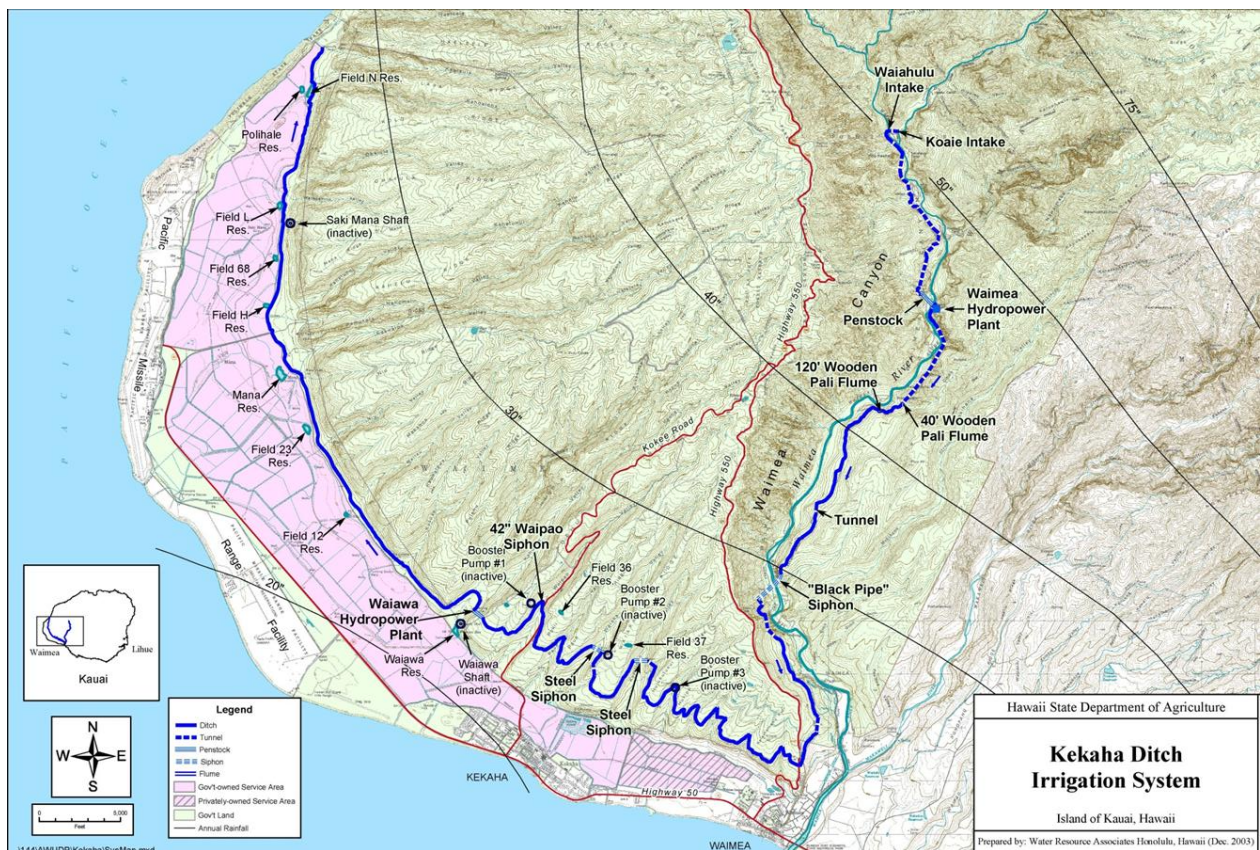 Waiahulu
Intake
Koaie Intake
75"
50"
40"
30"
20"
Field N Res.
Polihale
Res.
Field L
Res.
Saki Mana Shaft
(inactive)
Field 68
Res.
Field H
Res.
Mana
Res.
Field 23
Res.
Field 12
Res.
Pacific
Missile
Range
Facility
Penstock
Waimea
Hydropower
Plant
Waimea
Canyon
Waimea
River
Highway 550
Highway 550
Kokee Road
120' Wooden
Pali Flume
40' Wooden
Pali Flume
Tunnel
"Black Pipe"
Siphon
42" Waipao
Siphon
Booster
Pump #1
(inactive)
Field 36
Res.
Booster
Pump #2
(inactive)
Field 37
Res.
Booster
Pump #3
(inactive)
Steel
Siphon
Steel
Siphon
Waiawa
Hydropower
Plant
Waiawa
Res.
Waiawa
Shaft
(inactive)
KEKAHA
Kekaha
Highway 50
WAIMEA
Waimea
Lihue
Kauai
N
W
E
S
0
5,000
Feet
Legend
Ditch
Tunnel
Penstock
Siphon
Flume
Gov't-owned Service Area
Privately-owned Service Area
Gov't Land
Annual Rainfall
Hawaii State Department of Agriculture
Kekaha Ditch
Irrigation System
Island of Kauai, Hawaii
Prepared by: Water Resource Associates Honolulu, Hawaii (Dec. 2003)